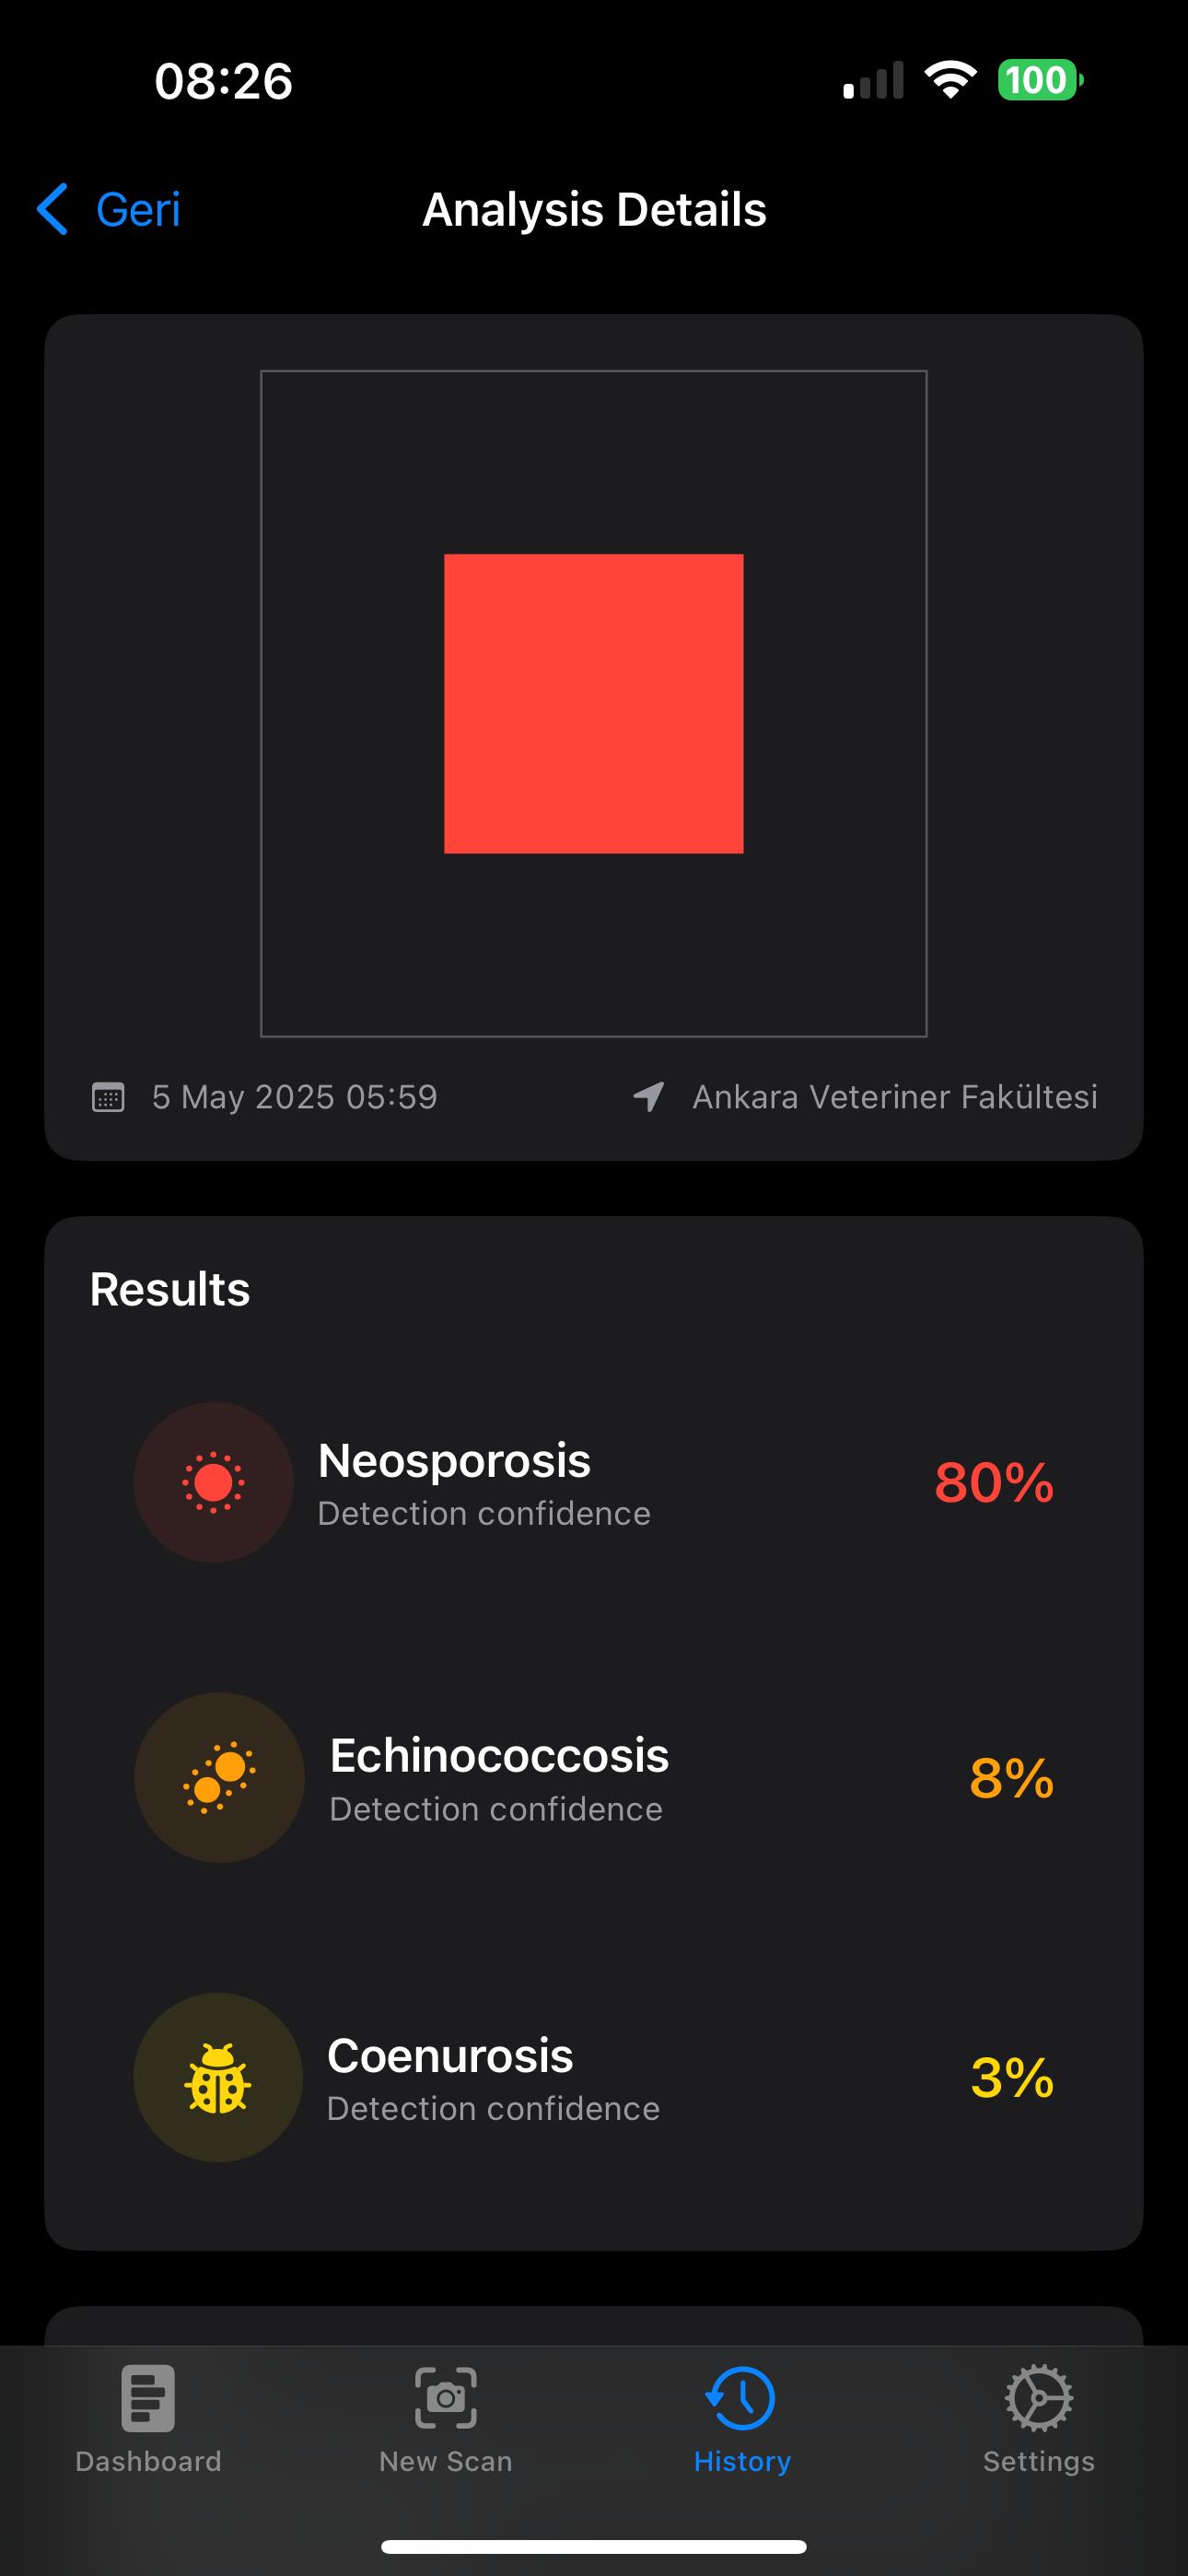 08:26
100
Geri
Analysis Details
5 May 2025 05:59
Ankara Veteriner Fakültesi
Results
Neosporosis
Detection confidence
80%
Echinococcosis
Detection confidence
8%
Coenurosis
Detection confidence
3%
Dashboard
New Scan
History
Settings